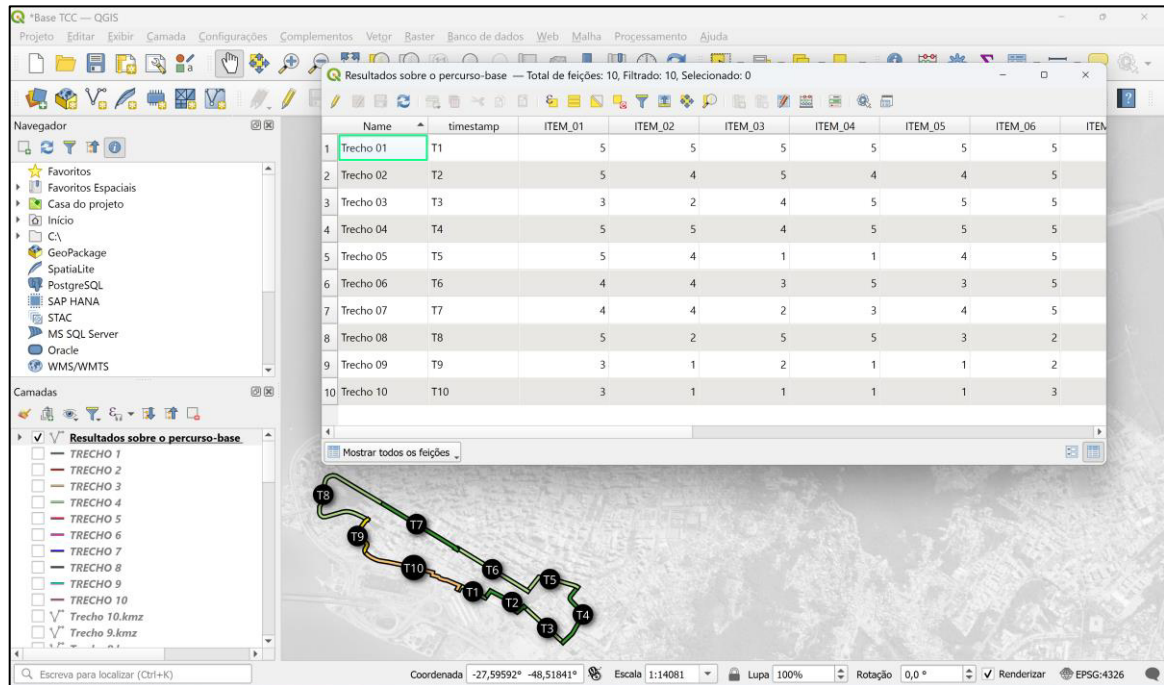 *Base TCC — QGIS
Projeto Editar Exibir Camada Configurações Complementos Vetor Raster Banco de dados Web Malha Processamento Ajuda
Resultados sobre o percurso-base — Total de feições: 10, Filtrado: 10, Selecionado: 0
Name timestamp ITEM_01 ITEM_02 ITEM_03 ITEM_04 ITEM_05 ITEM_06 ITEM
1 Trecho 01 T1 5 5 5 5 5 5
2 Trecho 02 T2 5 4 5 4 4 5
3 Trecho 03 T3 3 2 4 5 5 5
4 Trecho 04 T4 5 5 4 5 5 5
5 Trecho 05 T5 5 4 1 1 4 5
6 Trecho 06 T6 4 4 3 5 3 5
7 Trecho 07 T7 4 4 2 3 4 5
8 Trecho 08 T8 5 2 5 5 3 2
9 Trecho 09 T9 3 1 2 1 1 2
10 Trecho 10 T10 3 1 1 1 1 3
Mostrar todos os feições
Navegador
Favoritos
Favoritos Espaciais
Casa do projeto
Início
C:\
GeoPackage
SpatiaLite
PostgreSQL
SAP HANA
STAC
MS SQL Server
Oracle
WMS/WMTS
Camadas
Resultados sobre o percurso-base
TRECHO 1
TRECHO 2
TRECHO 3
TRECHO 4
TRECHO 5
TRECHO 6
TRECHO 7
TRECHO 8
TRECHO 9
TRECHO 10
Trecho 10.kmz
Trecho 9.kmz
T8
T7
T9
T10
T6
T5
T1
T2
T4
T3
Escreva para localizar (Ctrl+K)
Coordenada -27,59592° -48,51841° Escala 1:14081 Lupa 100% Rotação 0,0 ° Renderizar EPSG:4326